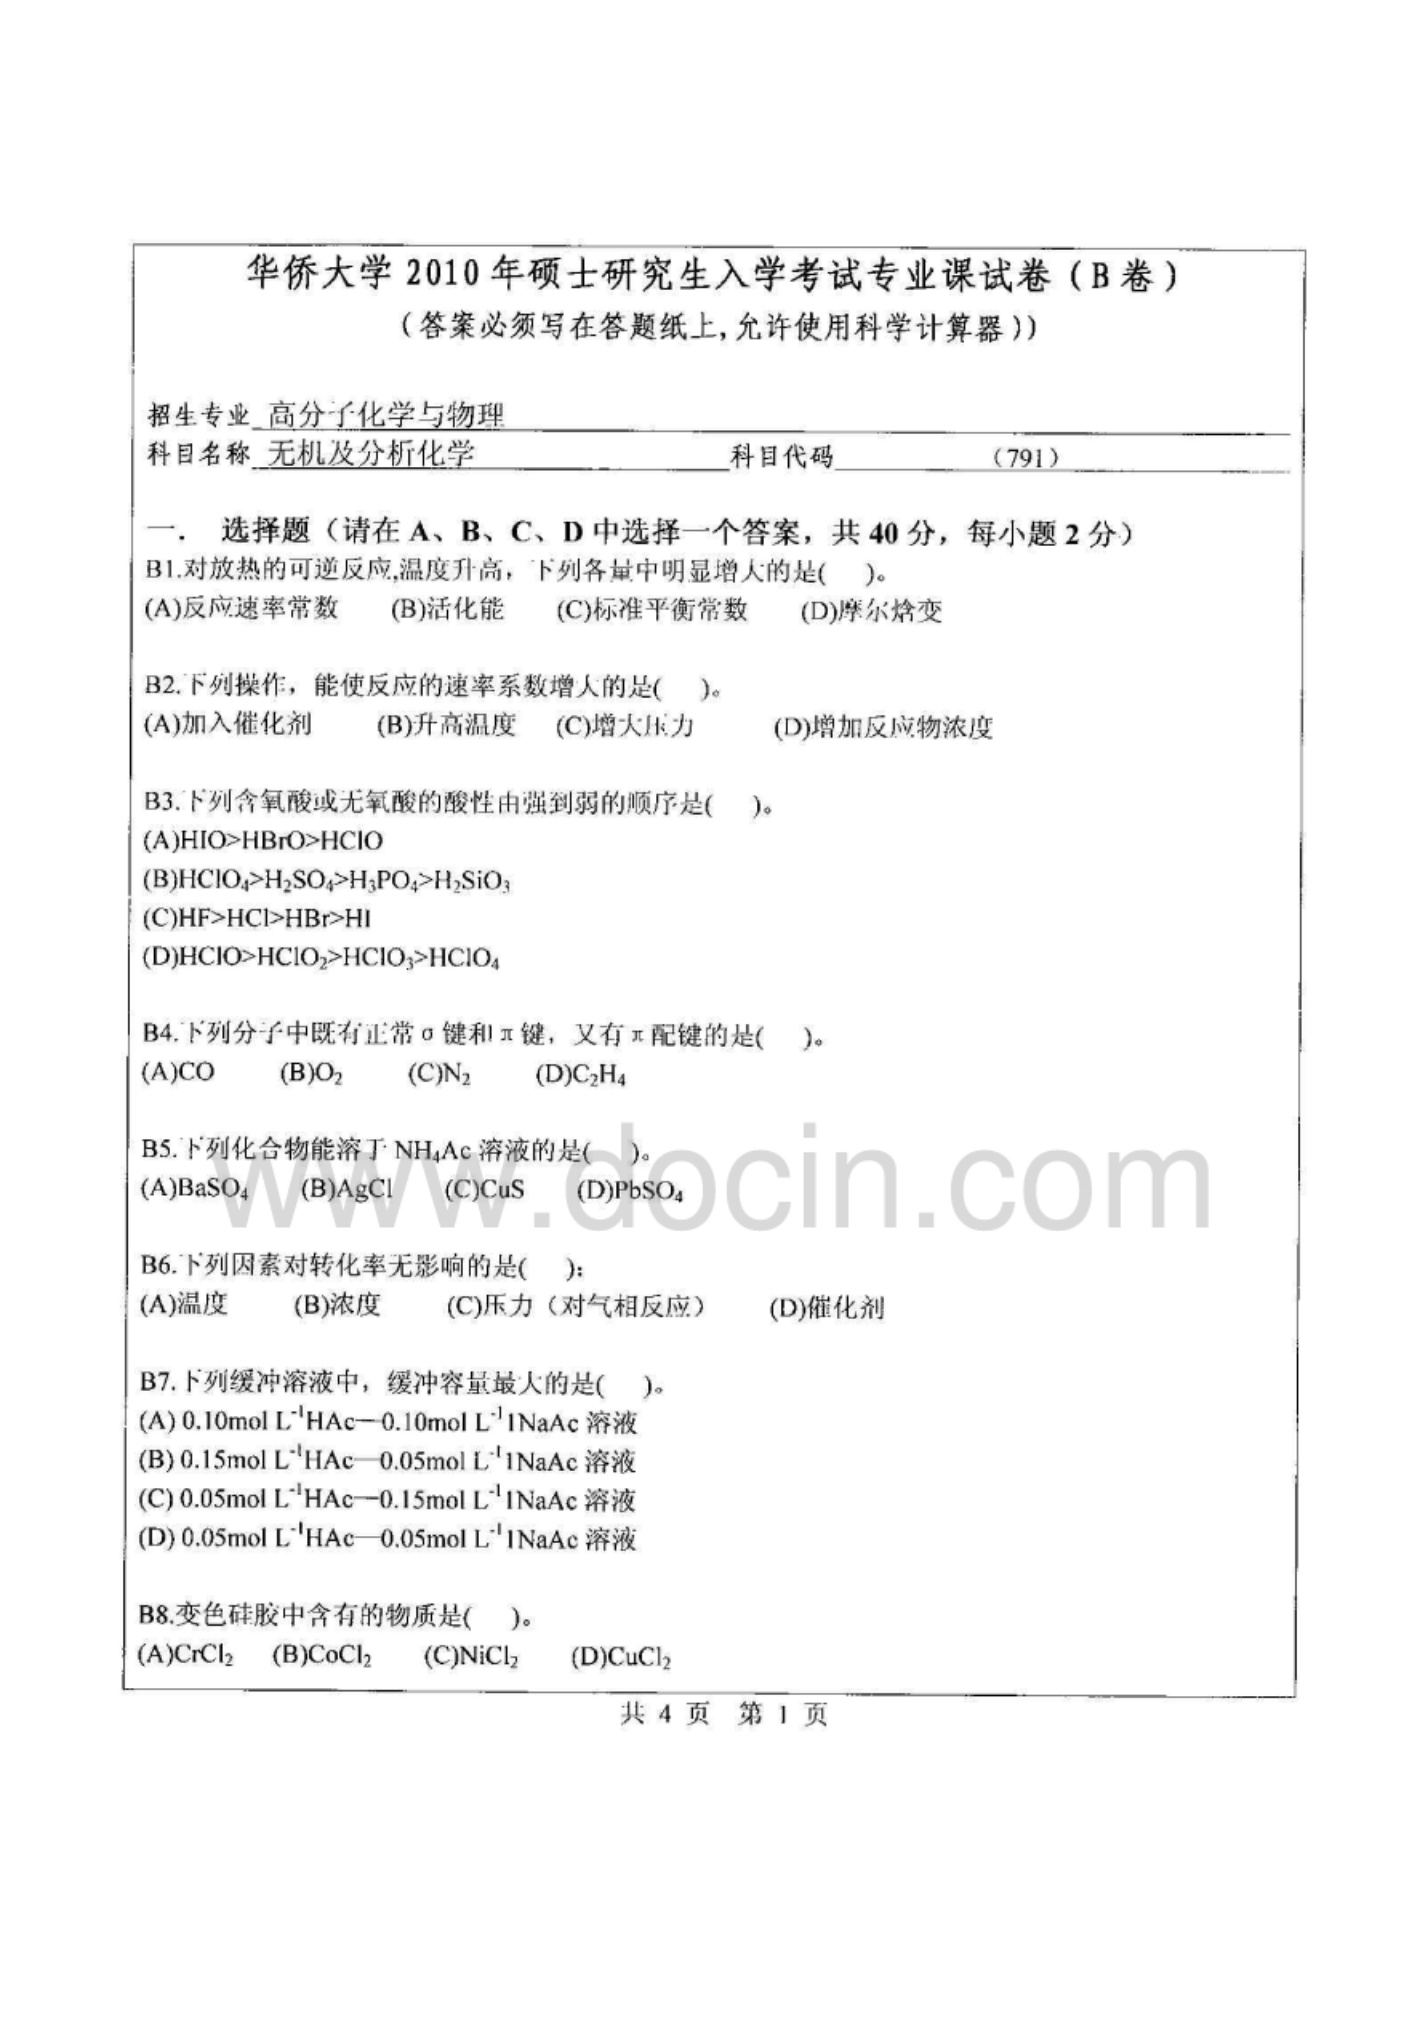 华侨大学 2010 年硕士研究生入学考试专业课试卷（B 卷）
（答案必须写在答题纸上,允许使用科学计算器））
招生专业 高分子化学与物理
科目名称 无机及分析化学 科目代码 （791）
一． 选择题（请在 A、B、C、D 中选择一个答案，共 40 分，每小题 2 分）
B1.对放热的可逆反应,温度升高，下列各量中明显增大的是( )。
(A)反应速率常数 (B)活化能 (C)标准平衡常数 (D)摩尔焓变
B2.下列操作，能使反应的速率系数增大的是( )。
(A)加入催化剂 (B)升高温度 (C)增大压力 (D)增加反应物浓度
B3.下列含氧酸或无氧酸的酸性由强到弱的顺序是( )。
(A)HIO>HBrO>HClO
(B)HClO₄>H₂SO₄>H₃PO₄>H₂SiO₃
(C)HF>HCl>HBr>HI
(D)HClO>HClO₂>HClO₃>HClO₄
B4.下列分子中既有正常 σ 键和 π 键，又有 π 配键的是( )。
(A)CO (B)O₂ (C)N₂ (D)C₂H₄
B5.下列化合物能溶于 NH₄Ac 溶液的是( )。
(A)BaSO₄ (B)AgCl (C)CuS (D)PbSO₄
www.docin.com
B6.下列因素对转化率无影响的是( )：
(A)温度 (B)浓度 (C)压力（对气相反应） (D)催化剂
B7.下列缓冲溶液中，缓冲容量最大的是( )。
(A) 0.10mol L⁻¹HAc—0.10mol L⁻¹1NaAc 溶液
(B) 0.15mol L⁻¹HAc—0.05mol L⁻¹1NaAc 溶液
(C) 0.05mol L⁻¹HAc—0.15mol L⁻¹1NaAc 溶液
(D) 0.05mol L⁻¹HAc—0.05mol L⁻¹1NaAc 溶液
B8.变色硅胶中含有的物质是( )。
(A)CrCl₂ (B)CoCl₂ (C)NiCl₂ (D)CuCl₂
共 4 页 第 1 页